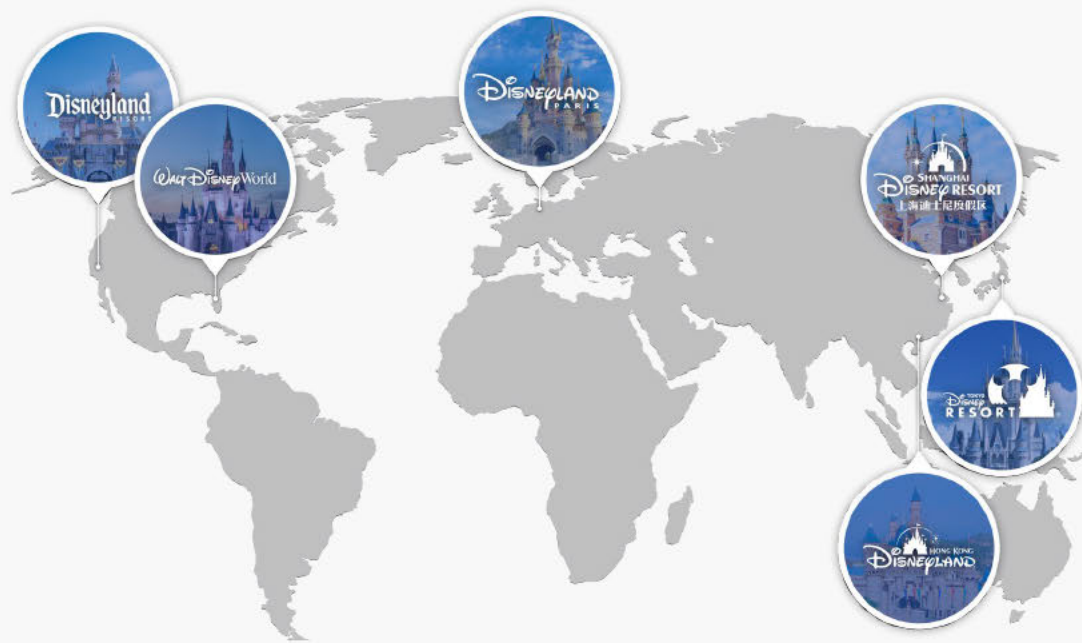 Disneyland
RESORT
WALT DISNEY World
DISNEYLAND
PARIS
SHANGHAI
DISNEY RESORT
上海迪士尼度假区
TOKYO
DISNEY
RESORT
®
HONG KONG
DISNEYLAND